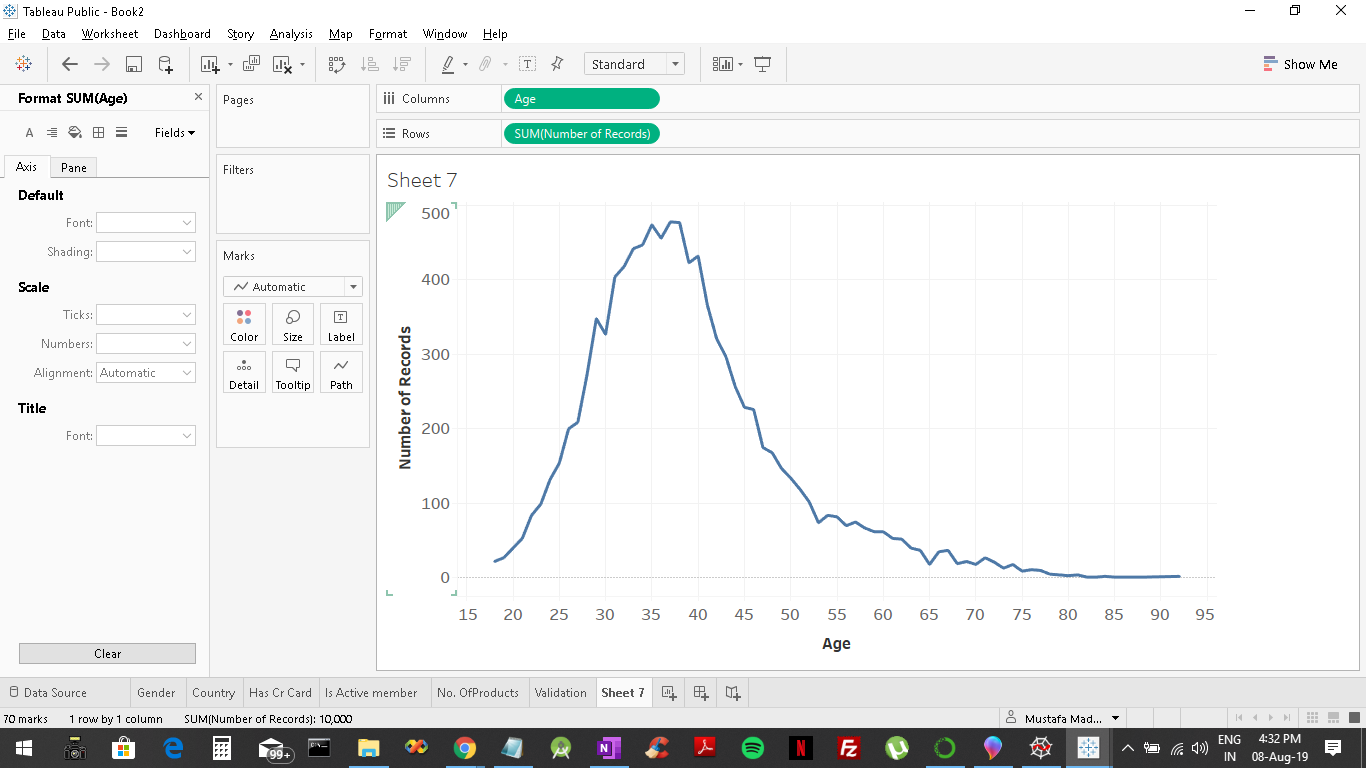 Tableau Public - Book2
File Data Worksheet Dashboard Story Analysis Map Format Window Help
Standard
Show Me
Format SUM(Age)
Fields
Axis Pane
Default
Font:
Shading:
Scale
Ticks:
Numbers:
Alignment: Automatic
Title
Font:
Clear
Pages
Filters
Marks
Automatic
Color Size Label
Detail Tooltip Path
Columns Age
Rows SUM(Number of Records)
Sheet 7
Number of Records
500
400
300
200
100
0
15 20 25 30 35 40 45 50 55 60 65 70 75 80 85 90 95
Age
Data Source Gender Country Has Cr Card Is Active member No. OfProducts Validation Sheet 7
70 marks 1 row by 1 column SUM(Number of Records): 10,000 Mustafa Mad...
99+
ENG
IN
4:32 PM
08-Aug-19